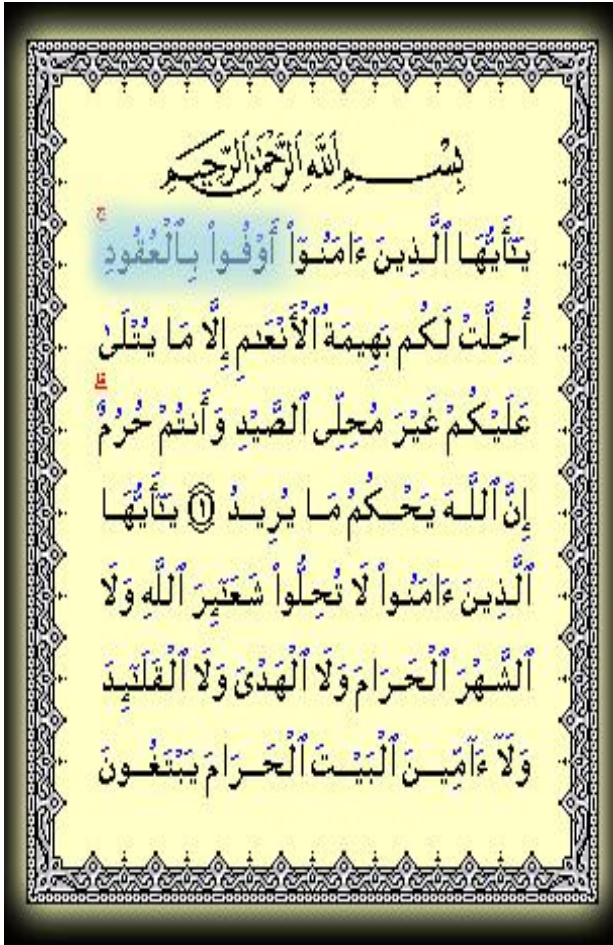 بِسْمِ ٱللَّهِ ٱلرَّحْمَٰنِ ٱلرَّحِيمِ
يَٰٓأَيُّهَا ٱلَّذِينَ ءَامَنُوٓا۟ أَوْفُوا۟ بِٱلْعُقُودِ ۚ
أُحِلَّتْ لَكُم بَهِيمَةُ ٱلْأَنْعَٰمِ إِلَّا مَا يُتْلَىٰ
عَلَيْكُمْ غَيْرَ مُحِلِّى ٱلصَّيْدِ وَأَنتُمْ حُرُمٌ ۗ
إِنَّ ٱللَّهَ يَحْكُمُ مَا يُرِيدُ ١ يَٰٓأَيُّهَا
ٱلَّذِينَ ءَامَنُوا۟ لَا تُحِلُّوا۟ شَعَٰٓئِرَ ٱللَّهِ وَلَا
ٱلشَّهْرَ ٱلْحَرَامَ وَلَا ٱلْهَدْىَ وَلَا ٱلْقَلَٰٓئِدَ
وَلَآ ءَآمِّينَ ٱلْبَيْتَ ٱلْحَرَامَ يَبْتَغُونَ